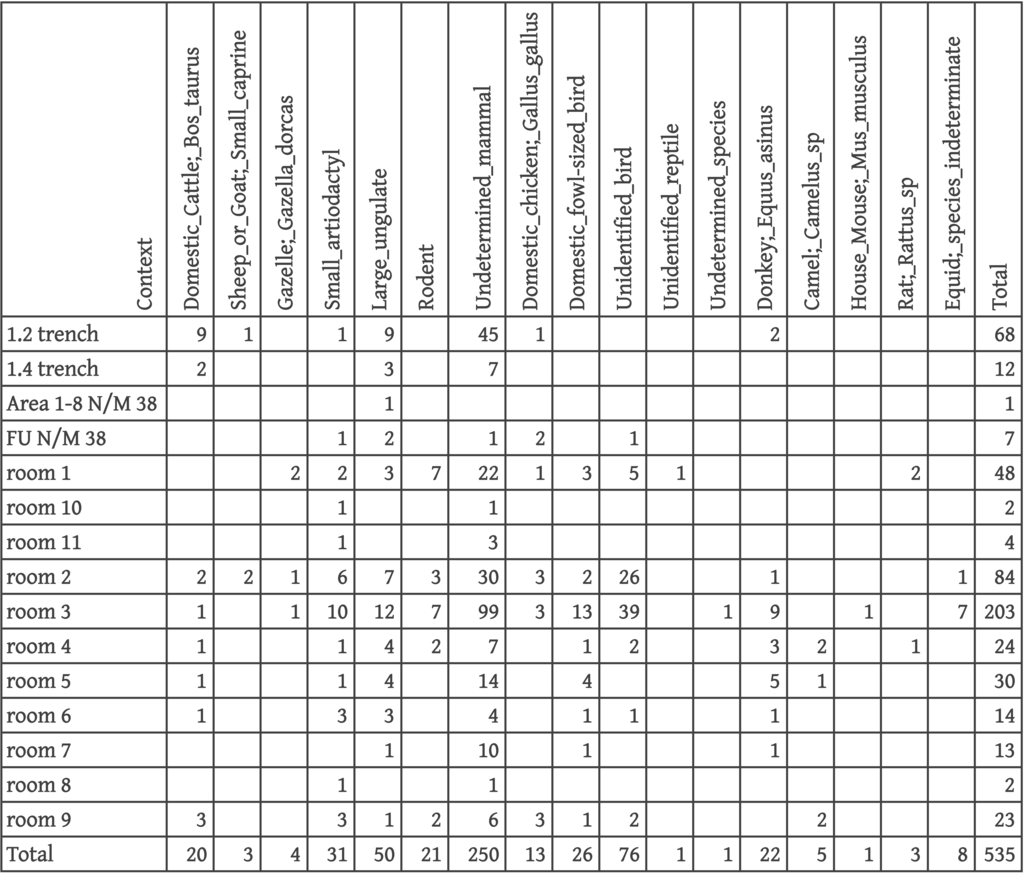 Context Domestic_Cattle;_Bos_taurus Sheep_or_Goat;_Small_caprine Gazelle;_Gazella_dorcas Small_artiodactyl Large_ungulate Rodent Undetermined_mammal Domestic_chicken;_Gallus_gallus Domestic_fowl-sized_bird Unidentified_bird Unidentified_reptile Undetermined_species Donkey;_Equus_asinus Camel;_Camelus_sp House_Mouse;_Mus_musculus Rat;_Rattus_sp Equid;_species_indeterminate Total
1.2 trench 9 1 1 9 45 1 2 68
1.4 trench 2 3 7 12
Area 1-8 N/M 38 1 1
FU N/M 38 1 2 1 2 1 7
room 1 2 2 3 7 22 1 3 5 1 2 48
room 10 1 1 2
room 11 1 3 4
room 2 2 2 1 6 7 3 30 3 2 26 1 1 84
room 3 1 1 10 12 7 99 3 13 39 1 9 1 7 203
room 4 1 1 4 2 7 1 2 3 2 1 24
room 5 1 1 4 14 4 5 1 30
room 6 1 3 3 4 1 1 1 14
room 7 1 10 1 1 13
room 8 1 1 2
room 9 3 3 1 2 6 3 1 2 2 23
Total 20 3 4 31 50 21 250 13 26 76 1 1 22 5 1 3 8 535